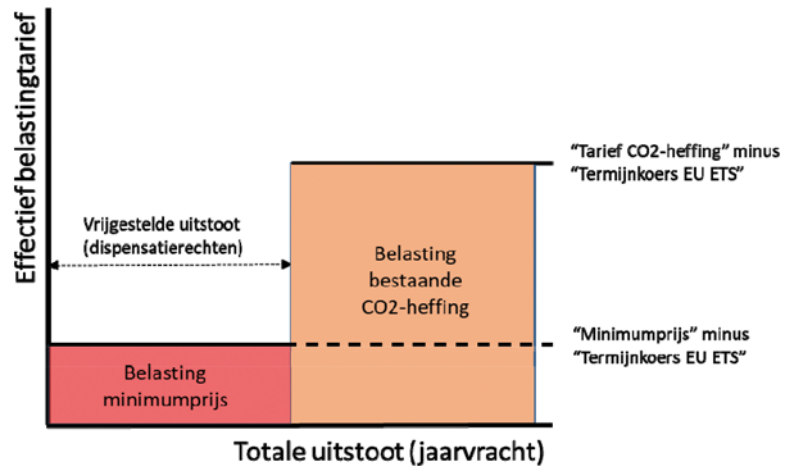 Effectief belastingtarief
“Tarief CO2-heffing” minus
“Termijnkoers EU ETS”
Vrijgestelde uitstoot
(dispensatierechten)
Belasting
bestaande
CO2-heffing
“Minimumprijs” minus
“Termijnkoers EU ETS”
Belasting
minimumprijs
Totale uitstoot (jaarvracht)